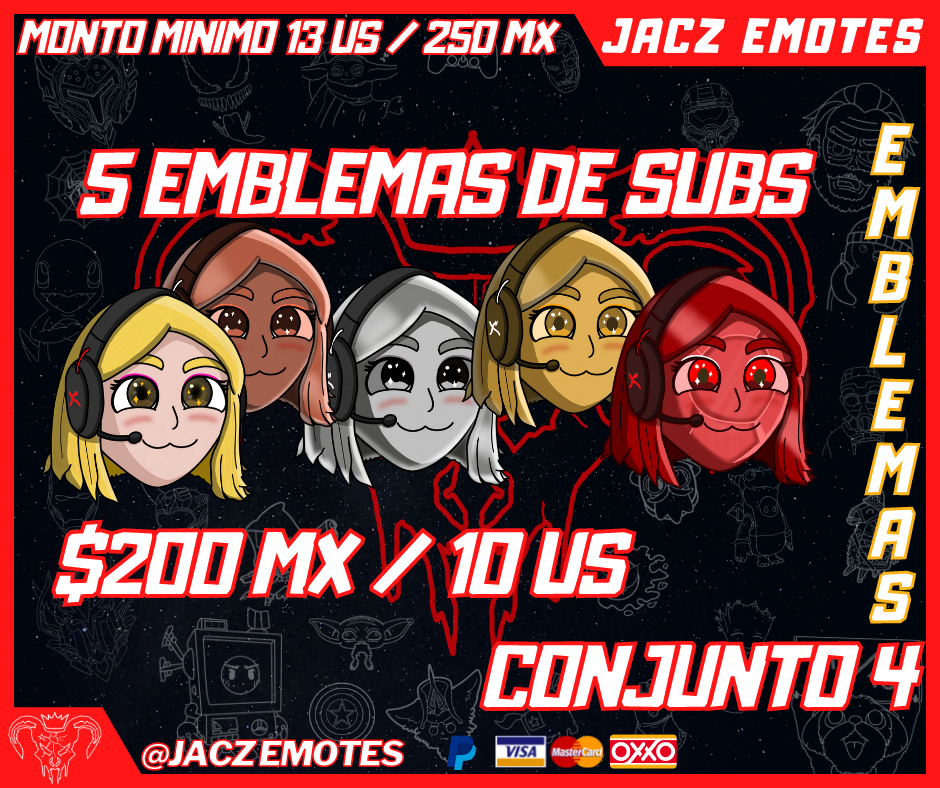 MONTO MINIMO 13 US / 250 MX
JACZ EMOTES
5 EMBLEMAS DE SUBS
EMBLEMAS
$200 MX / 10 US
CONJUNTO 4
@JACZEMOTES
VISA
MasterCard
OXXO